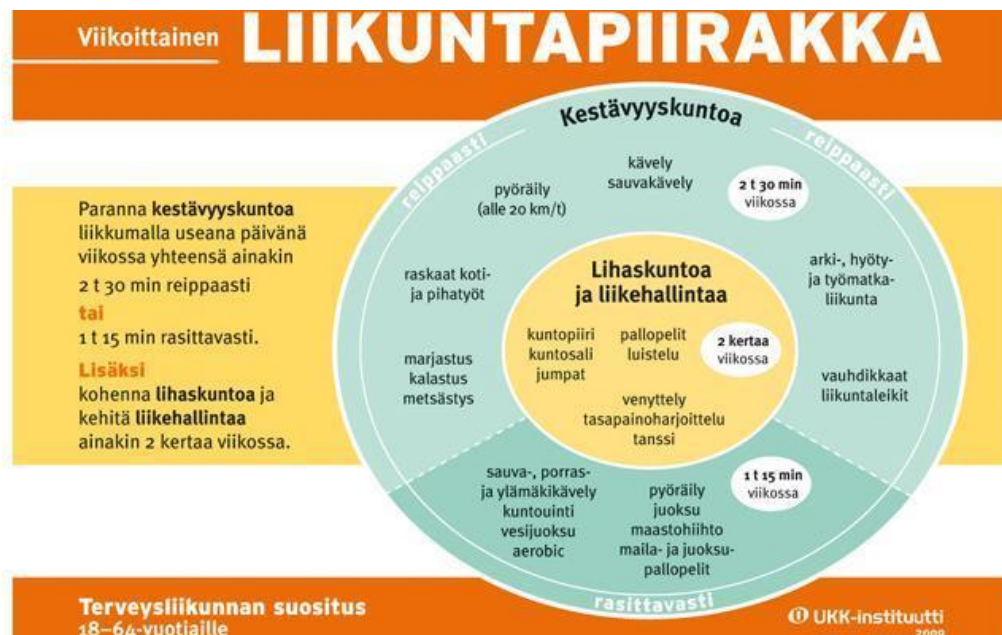 Viikoittainen LIIKUNTAPIIRAKKA
Paranna kestävyyskuntoa
liikkumalla useana päivänä
viikossa yhteensä ainakin
2 t 30 min reippaasti
tai
1 t 15 min rasittavasti.
Lisäksi
kohenna lihaskuntoa ja
kehitä liikehallintaa
ainakin 2 kertaa viikossa.
Kestävyyskuntoa
reippaasti
reippaasti
kävely
sauvakävely
2 t 30 min
viikossa
pyöräily
(alle 20 km/t)
raskaat koti-
ja pihatyöt
arki-, hyöty-
ja työmatka-
liikunta
marjastus
kalastus
metsästys
vauhdikkaat
liikuntaleikit
Lihaskuntoa
ja liikehallintaa
kuntopiiri
kuntosali
jumpat
pallopelit
luistelu
2 kertaa
viikossa
venyttely
tasapainoharjoittelu
tanssi
sauva-, porras-
ja ylämäkikävely
kuntouinti
vesijuoksu
aerobic
pyöräily
juoksu
maastohiihto
maila- ja juoksu-
pallopelit
1 t 15 min
viikossa
rasittavasti
Terveysliikunnan suositus
18–64-vuotiaille
UKK-instituutti
2009